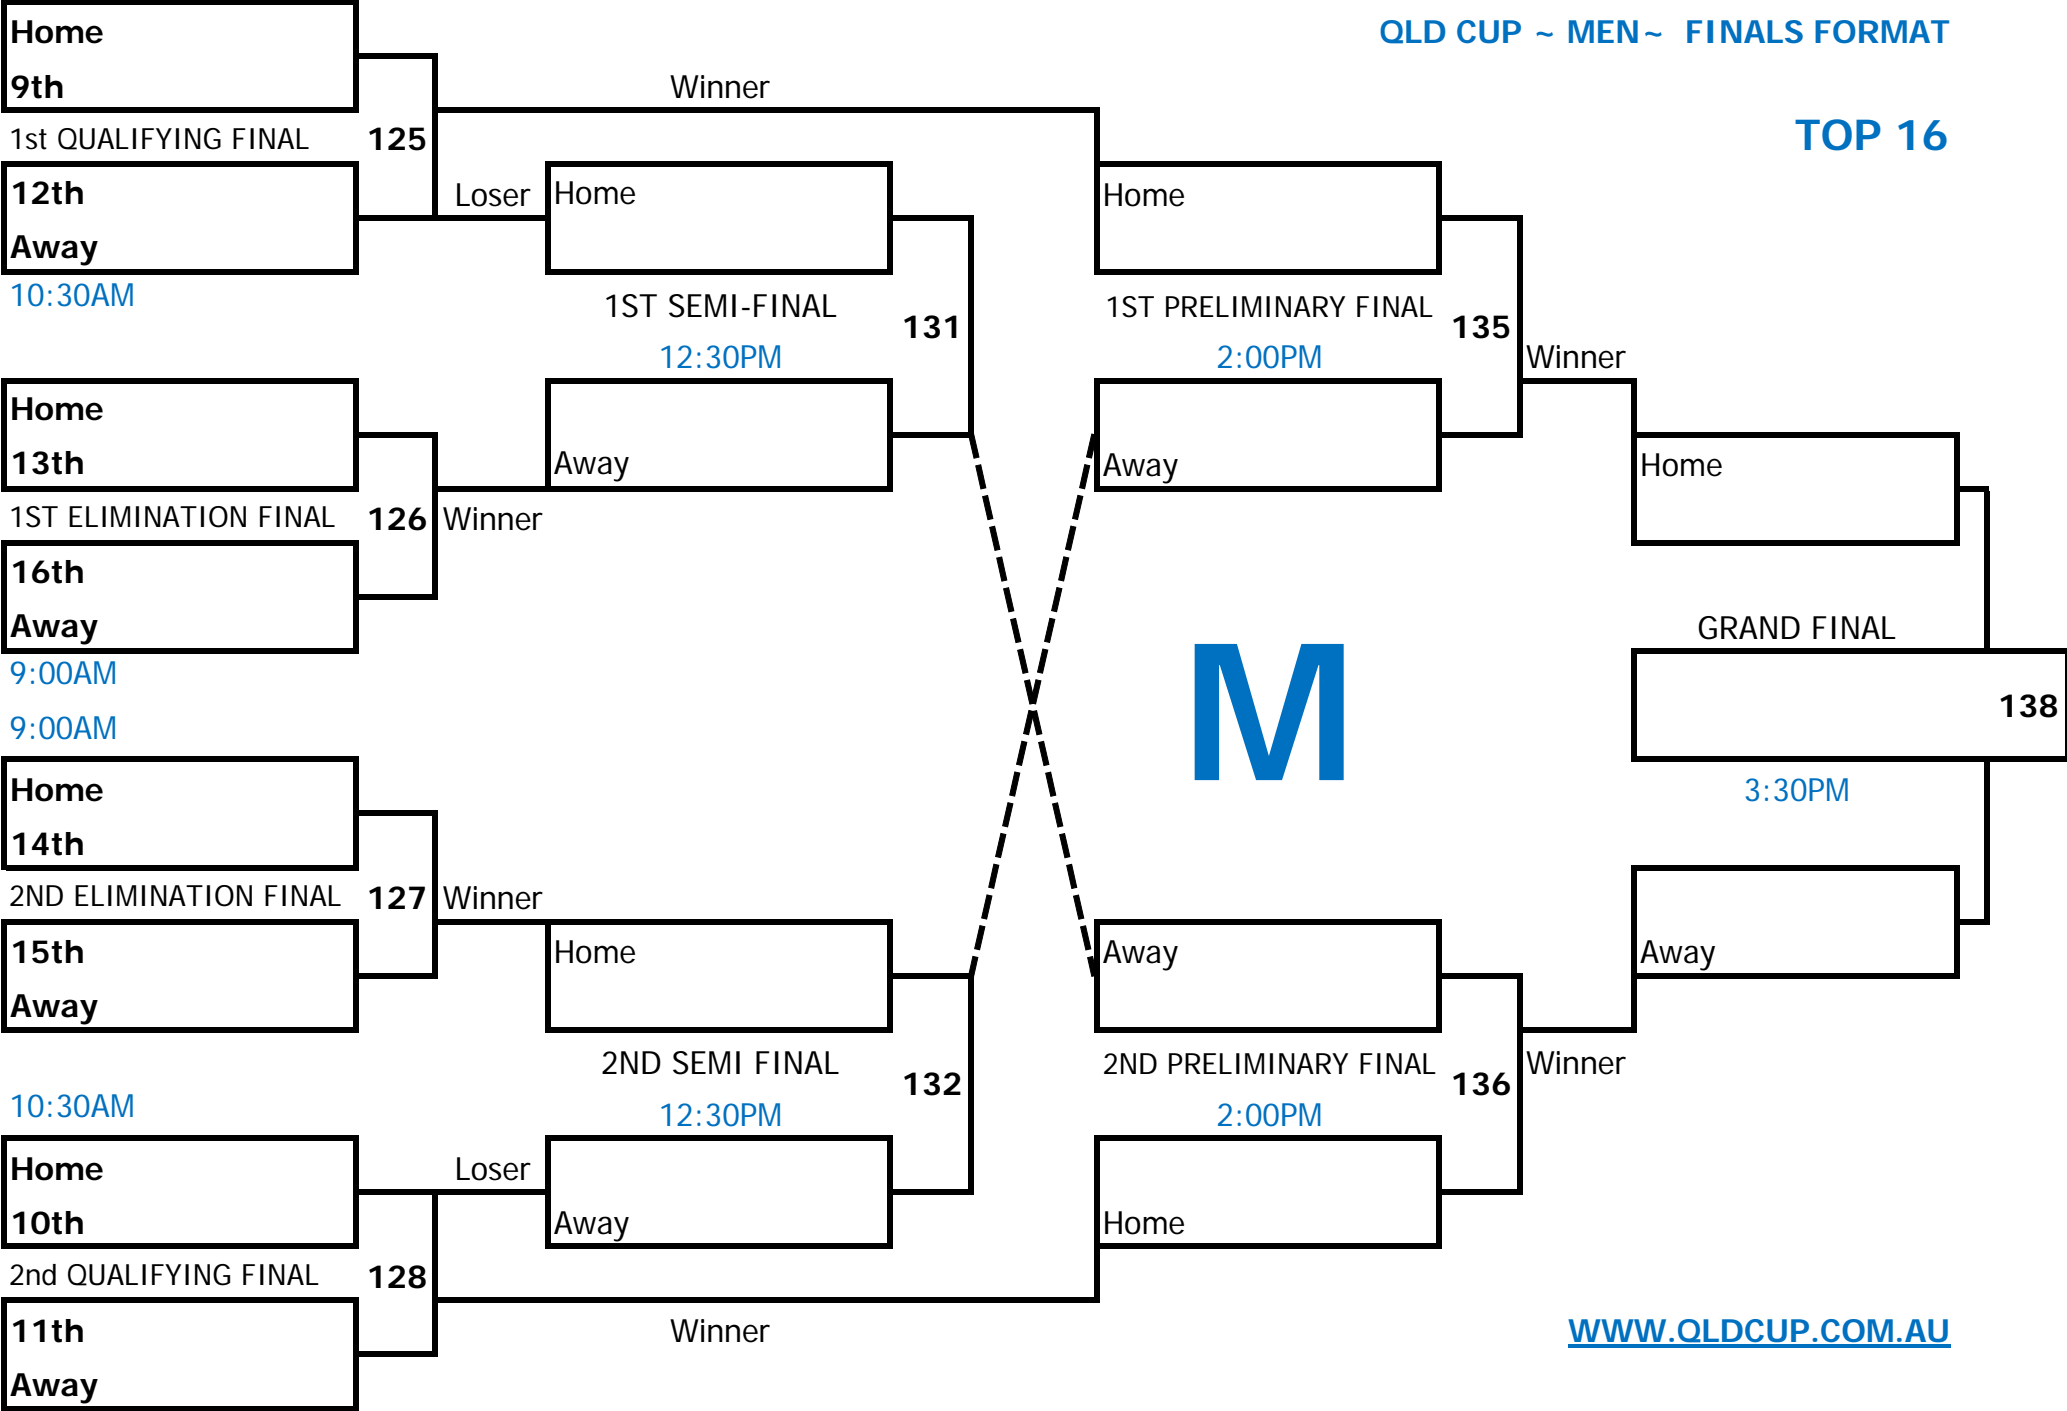 Home
QLD CUP ~ MEN~ FINALS FORMAT
9th
Winner
1st QUALIFYING FINAL 125
TOP 16
12th
Loser Home
Home
Away
10:30AM
1ST SEMI-FINAL
131
1ST PRELIMINARY FINAL
135
12:30PM
2:00PM
Winner
Home
13th
Away
Away
Home
1ST ELIMINATION FINAL 126 Winner
16th
Away
GRAND FINAL
9:00AM
M
138
9:00AM
Home
3:30PM
14th
2ND ELIMINATION FINAL 127 Winner
15th
Home
Away
Away
Away
2ND SEMI FINAL
132
2ND PRELIMINARY FINAL
136
Winner
10:30AM
12:30PM
2:00PM
Home
Loser
10th
Away
Home
2nd QUALIFYING FINAL 128
11th
Winner
WWW.QLDCUP.COM.AU
Away